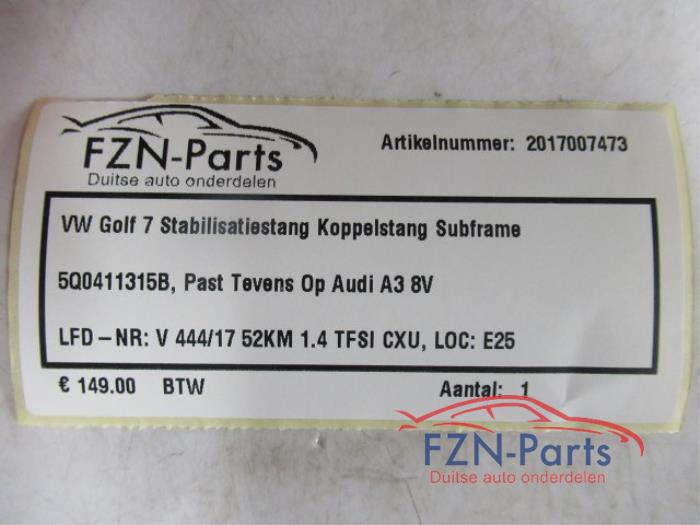 FZN-Parts
Duitse auto onderdelen
Artikelnummer: 2017007473
VW Golf 7 Stabilisatiestang Koppelstang Subframe
5Q0411315B, Past Tevens Op Audi A3 8V
LFD-NR: V 444/17 52KM 1.4 TFSI CXU, LOC: E25
€ 149.00 BTW Aantal: 1
FZN-Parts
Duitse auto onderdelen